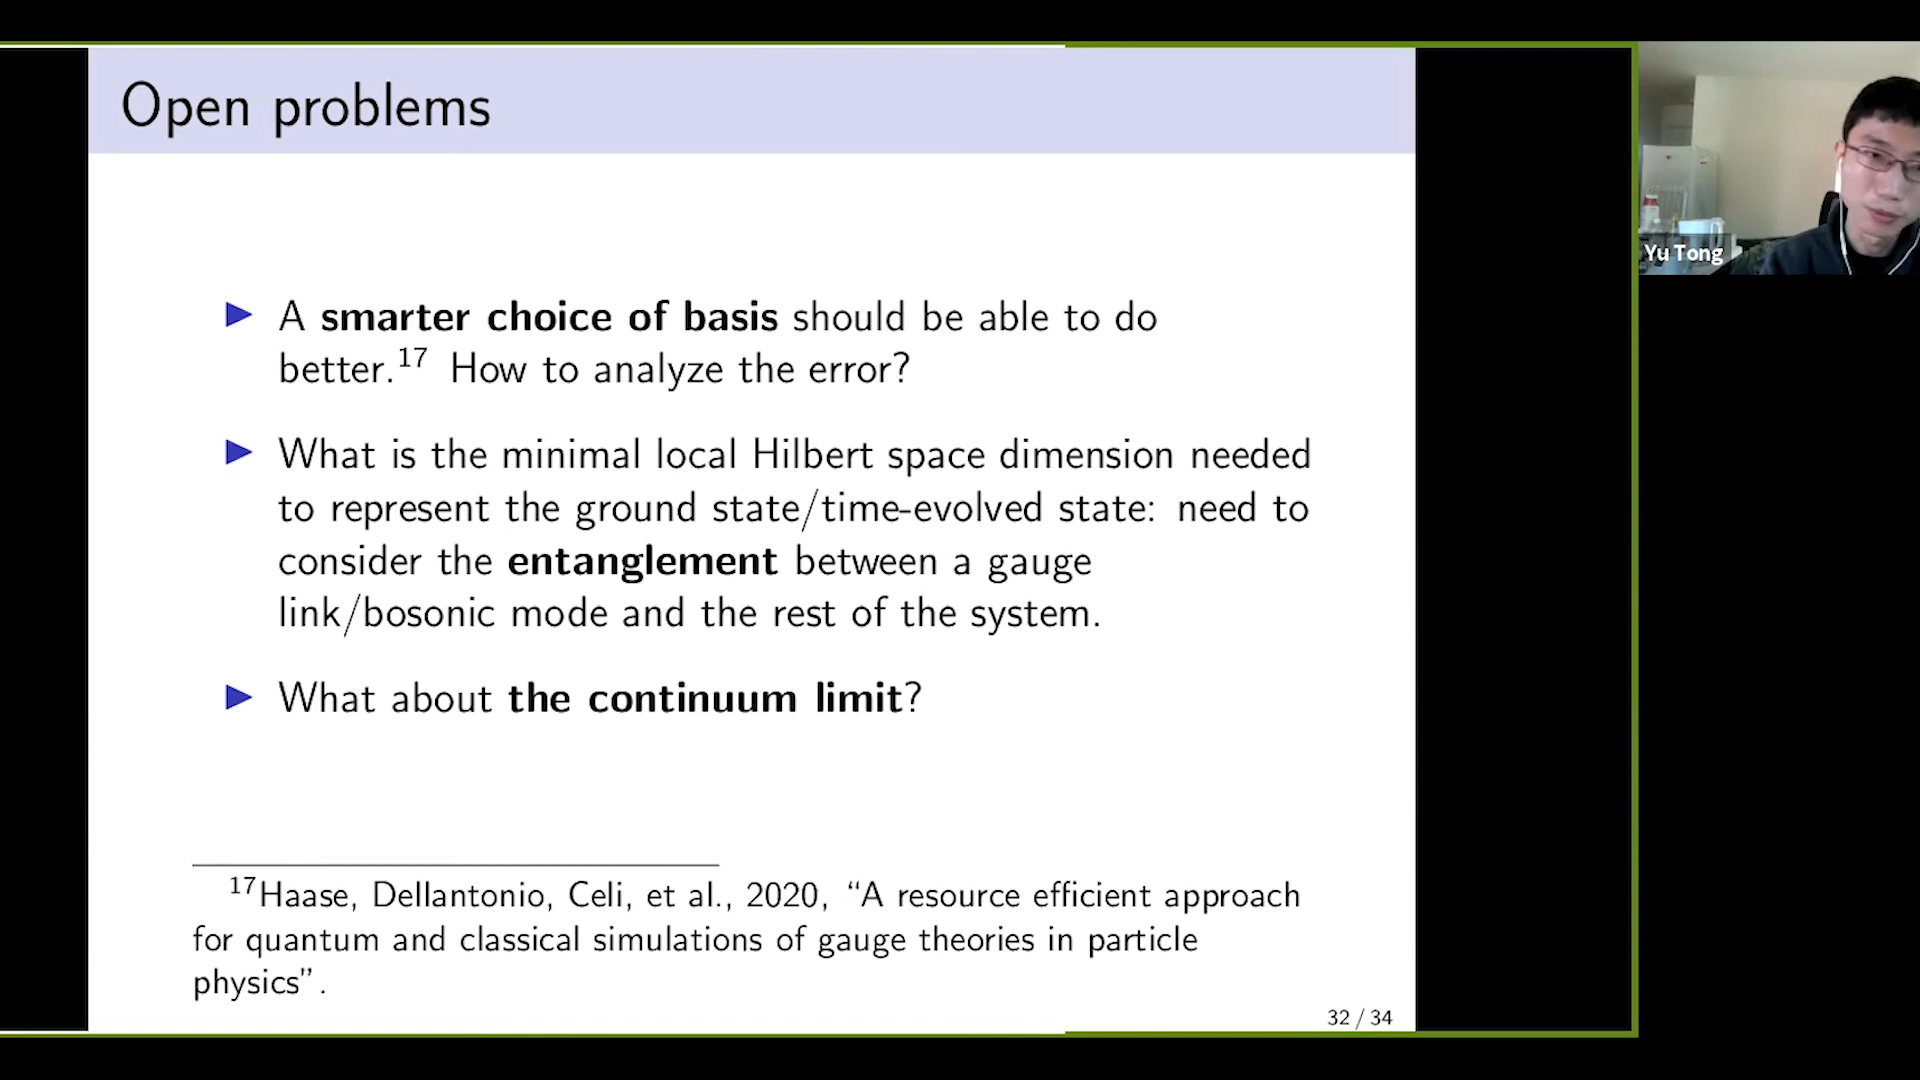 Open problems
▶ A smarter choice of basis should be able to do
better.¹⁷ How to analyze the error?
▶ What is the minimal local Hilbert space dimension needed
to represent the ground state/time-evolved state: need to
consider the entanglement between a gauge
link/bosonic mode and the rest of the system.
▶ What about the continuum limit?
¹⁷Haase, Dellantonio, Celi, et al., 2020, “A resource efficient approach
for quantum and classical simulations of gauge theories in particle
physics”.
32 / 34
Yu Tong